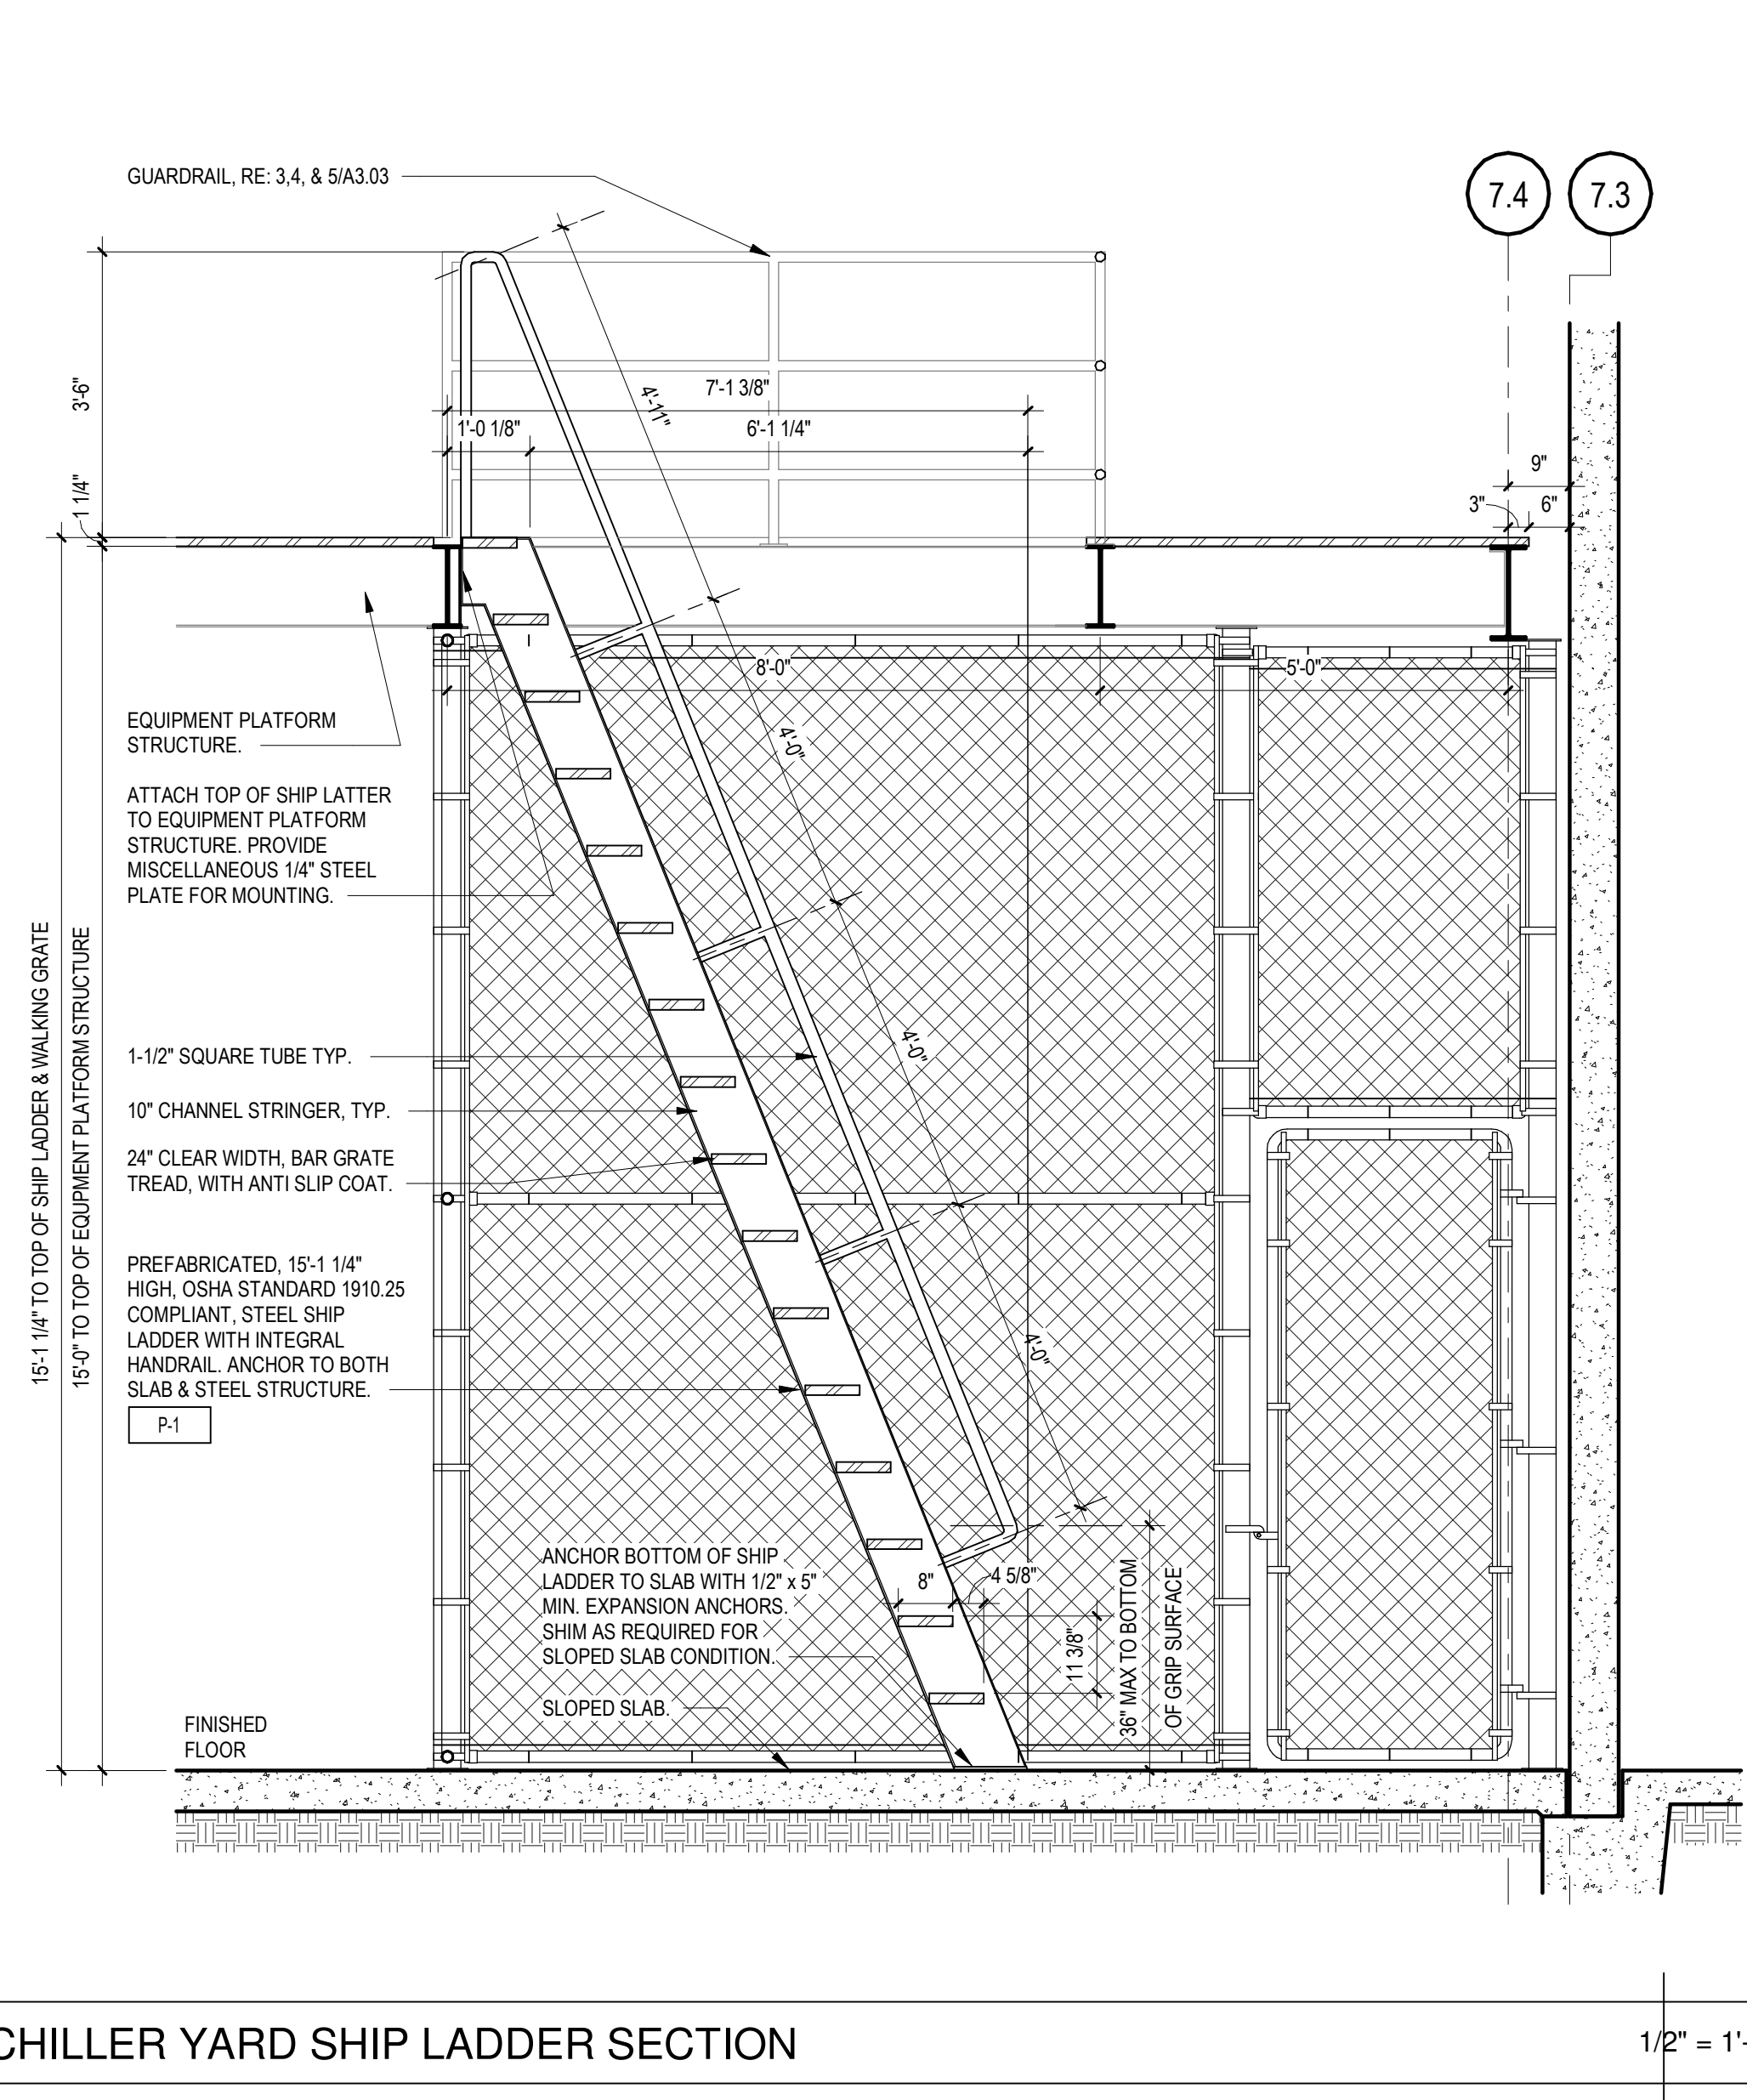 GUARDRAIL, RE: 3,4, & 5/A3.03
7.4
7.3
3'-6"
1 1/4"
4'-11"
7'-1 3/8"
1'-0 1/8"
6'-1 1/4"
9"
3"
6"
8'-0"
5'-0"
EQUIPMENT PLATFORM
STRUCTURE.
4'-0"
ATTACH TOP OF SHIP LATTER
TO EQUIPMENT PLATFORM
STRUCTURE. PROVIDE
MISCELLANEOUS 1/4" STEEL
PLATE FOR MOUNTING.
15'-1 1/4" TO TOP OF SHIP LADDER & WALKING GRATE
15'-0" TO TOP OF EQUIPMENT PLATFORM STRUCTURE
4'-0"
1-1/2" SQUARE TUBE TYP.
10" CHANNEL STRINGER, TYP.
24" CLEAR WIDTH, BAR GRATE
TREAD, WITH ANTI SLIP COAT.
PREFABRICATED, 15'-1 1/4"
HIGH, OSHA STANDARD 1910.25
COMPLIANT, STEEL SHIP
LADDER WITH INTEGRAL
HANDRAIL. ANCHOR TO BOTH
SLAB & STEEL STRUCTURE.
P-1
4'-0"
ANCHOR BOTTOM OF SHIP
LADDER TO SLAB WITH 1/2" x 5"
MIN. EXPANSION ANCHORS.
SHIM AS REQUIRED FOR
SLOPED SLAB CONDITION.
8"
4 5/8"
11 3/8"
36" MAX TO BOTTOM
OF GRIP SURFACE
SLOPED SLAB.
FINISHED
FLOOR
CHILLER YARD SHIP LADDER SECTION
1/2" = 1'-